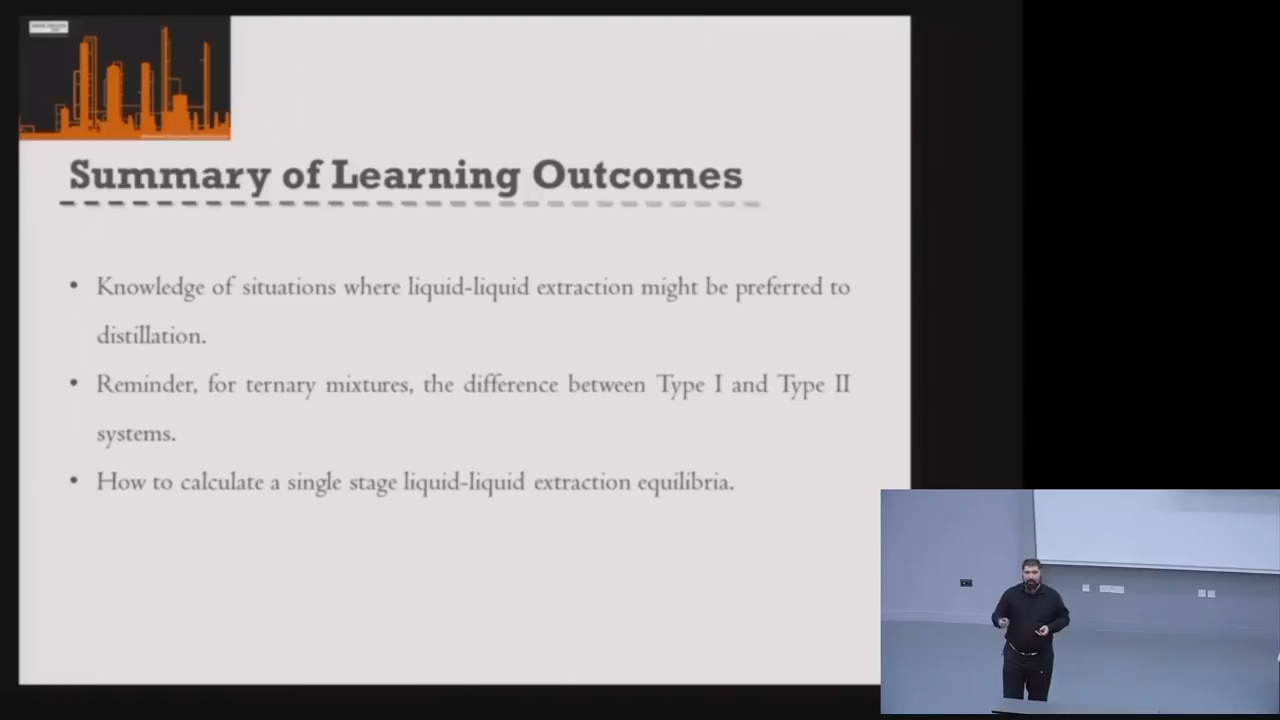 Summary of Learning Outcomes
• Knowledge of situations where liquid-liquid extraction might be preferred to
distillation.
• Reminder, for ternary mixtures, the difference between Type I and Type II
systems.
• How to calculate a single stage liquid-liquid extraction equilibria.